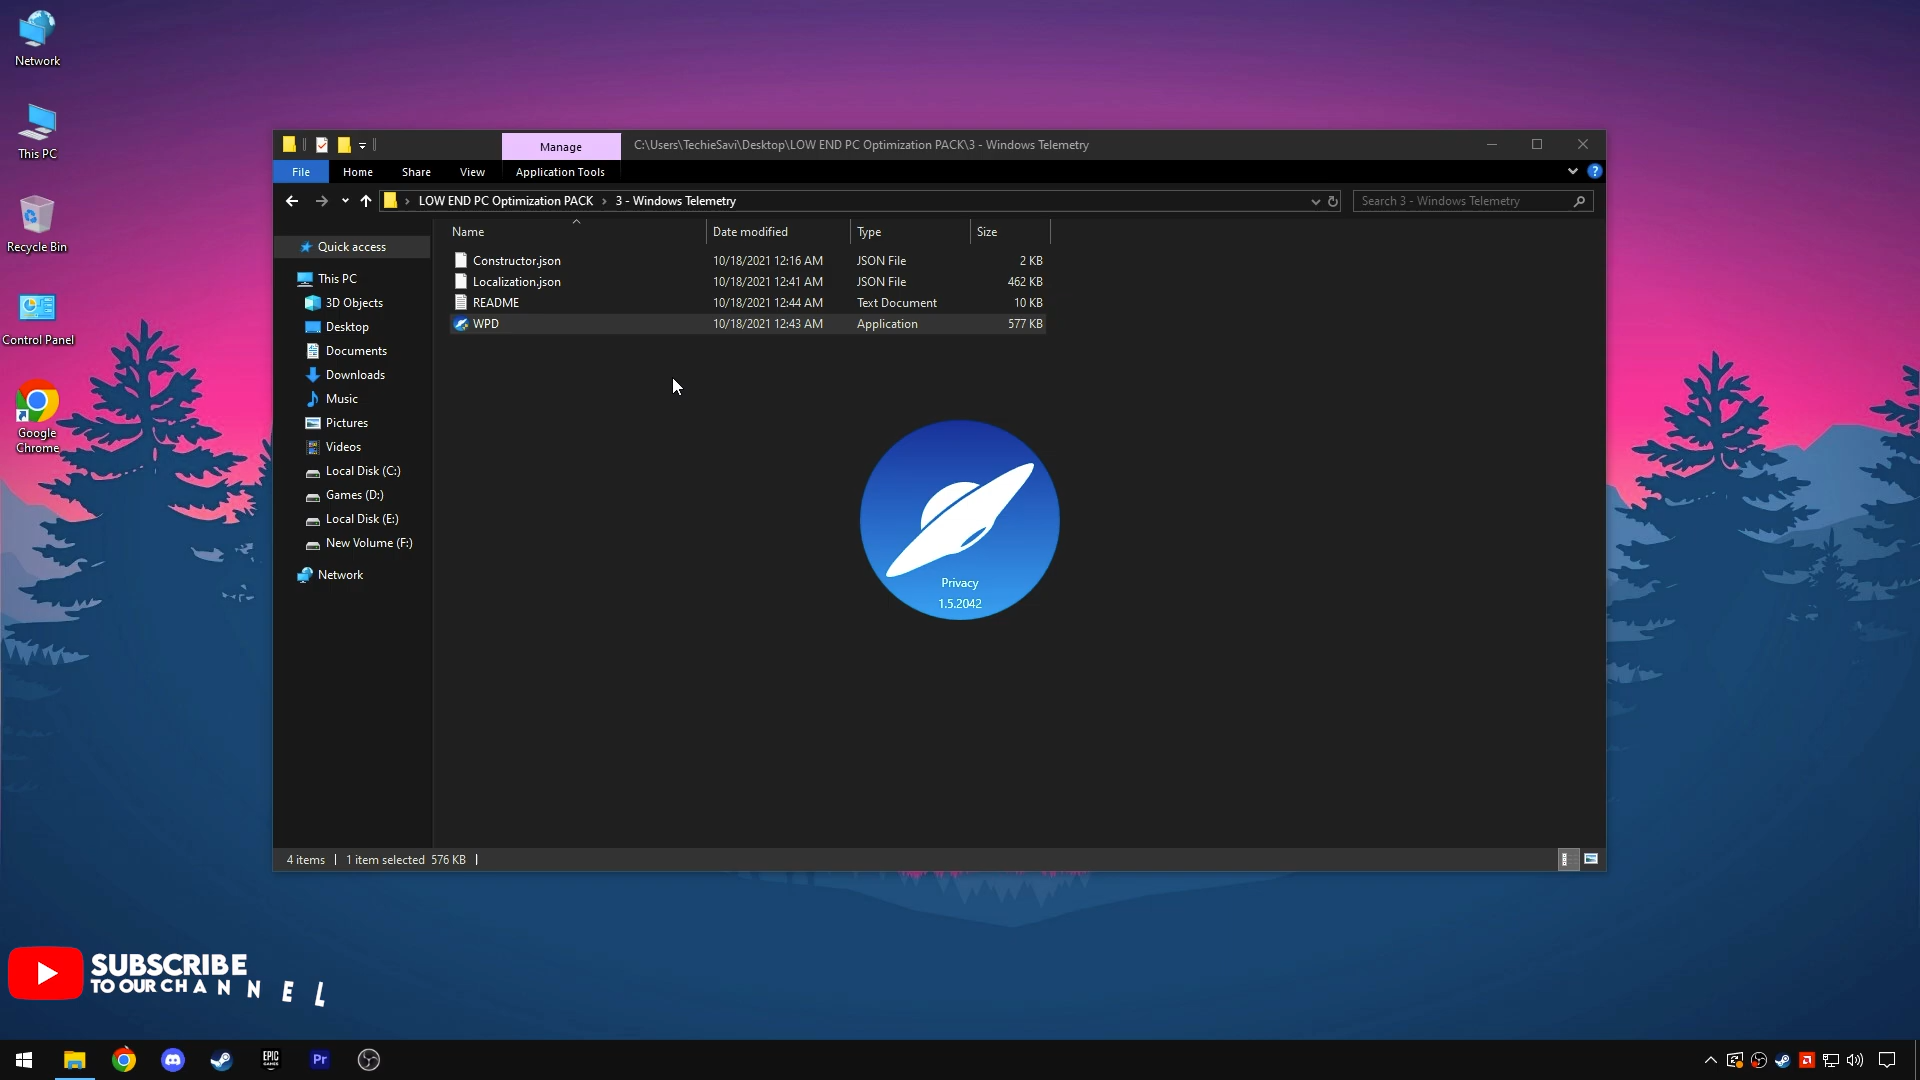 Network
This PC
Recycle Bin
Control Panel
Google
Chrome
Manage
C:\Users\TechieSavi\Desktop\LOW END PC Optimization PACK\3 - Windows Telemetry
File
Home
Share
View
Application Tools
LOW END PC Optimization PACK
3 - Windows Telemetry
Search 3 - Windows Telemetry
Name
Date modified
Type
Size
Constructor.json 10/18/2021 12:16 AM JSON File 2 KB
Localization.json 10/18/2021 12:41 AM JSON File 462 KB
README 10/18/2021 12:44 AM Text Document 10 KB
WPD 10/18/2021 12:43 AM Application 577 KB
Quick access
This PC
3D Objects
Desktop
Documents
Downloads
Music
Pictures
Videos
Local Disk (C:)
Games (D:)
Local Disk (E:)
New Volume (F:)
Network
Privacy
1.5.2042
4 items
1 item selected 576 KB
SUBSCRIBE
TO OUR CHANNEL
EPIC
GAMES
Pr